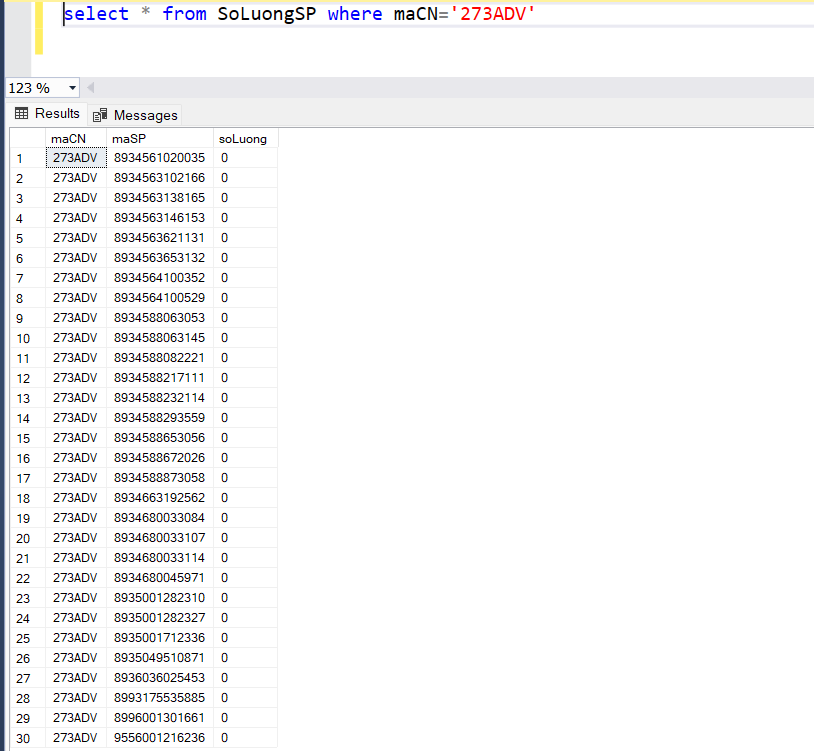 select * from SoLuongSP where maCN='273ADV'
123 %
Results Messages
maCN maSP soLuong
1 273ADV 8934561020035 0
2 273ADV 8934563102166 0
3 273ADV 8934563138165 0
4 273ADV 8934563146153 0
5 273ADV 8934563621131 0
6 273ADV 8934563653132 0
7 273ADV 8934564100352 0
8 273ADV 8934564100529 0
9 273ADV 8934588063053 0
10 273ADV 8934588063145 0
11 273ADV 8934588082221 0
12 273ADV 8934588217111 0
13 273ADV 8934588232114 0
14 273ADV 8934588293559 0
15 273ADV 8934588653056 0
16 273ADV 8934588672026 0
17 273ADV 8934588873058 0
18 273ADV 8934663192562 0
19 273ADV 8934680033084 0
20 273ADV 8934680033107 0
21 273ADV 8934680033114 0
22 273ADV 8934680045971 0
23 273ADV 8935001282310 0
24 273ADV 8935001282327 0
25 273ADV 8935001712336 0
26 273ADV 8935049510871 0
27 273ADV 8936036025453 0
28 273ADV 8993175535885 0
29 273ADV 8996001301661 0
30 273ADV 9556001216236 0